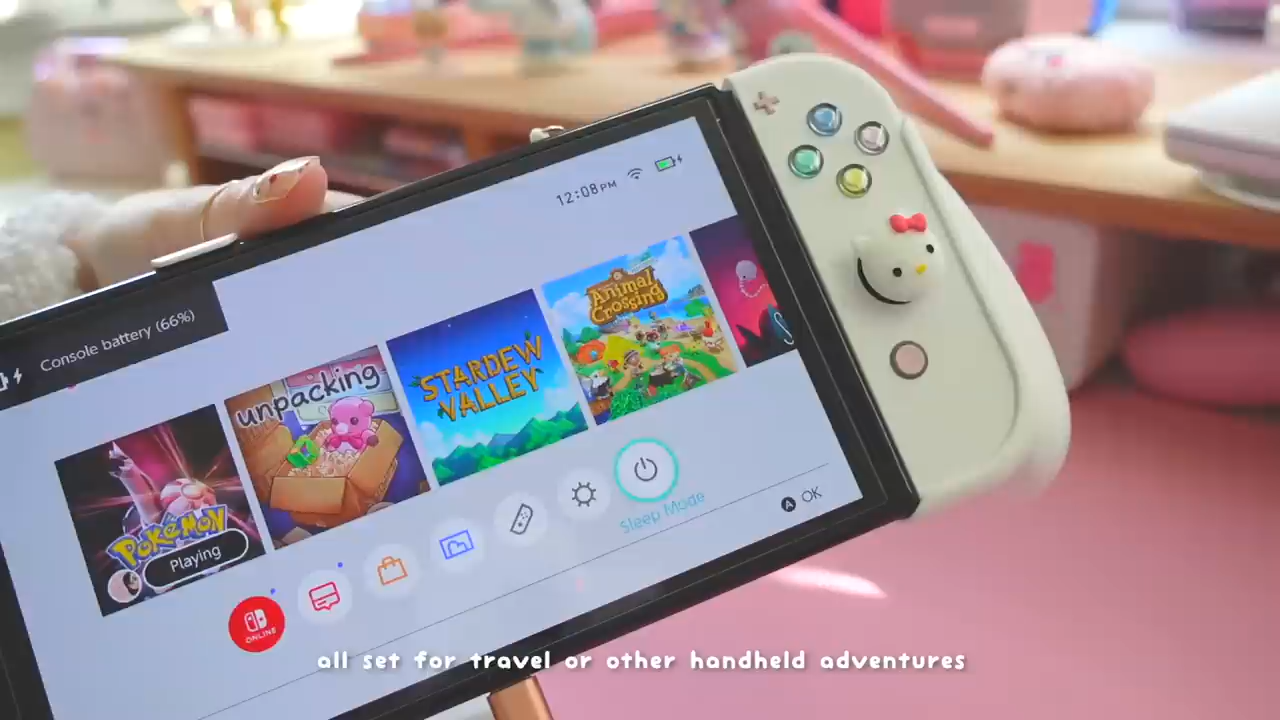 12:08 PM
Console battery (66%)
Animal
Crossing
STARDEW
VALLEY
unpacking
POKÉMON
Playing
Sleep Mode
A OK
ONLINE
all set for travel or other handheld adventures